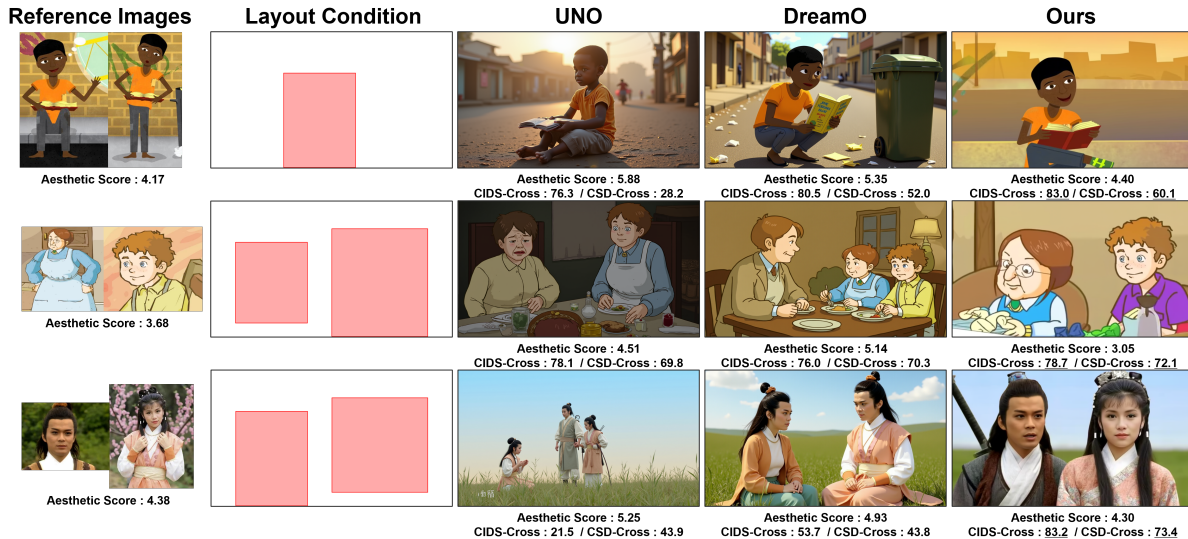 Reference Images
Layout Condition
UNO
DreamO
Ours
Aesthetic Score : 4.17
Aesthetic Score : 5.88
CIDS-Cross : 76.3 / CSD-Cross : 28.2
Aesthetic Score : 5.35
CIDS-Cross : 80.5 / CSD-Cross : 52.0
Aesthetic Score : 4.40
CIDS-Cross : 83.0 / CSD-Cross : 60.1
Aesthetic Score : 3.68
Aesthetic Score : 4.51
CIDS-Cross : 78.1 / CSD-Cross : 69.8
Aesthetic Score : 5.14
CIDS-Cross : 76.0 / CSD-Cross : 70.3
Aesthetic Score : 3.05
CIDS-Cross : 78.7 / CSD-Cross : 72.1
Aesthetic Score : 4.38
Aesthetic Score : 5.25
CIDS-Cross : 21.5 / CSD-Cross : 43.9
Aesthetic Score : 4.93
CIDS-Cross : 53.7 / CSD-Cross : 43.8
Aesthetic Score : 4.30
CIDS-Cross : 83.2 / CSD-Cross : 73.4